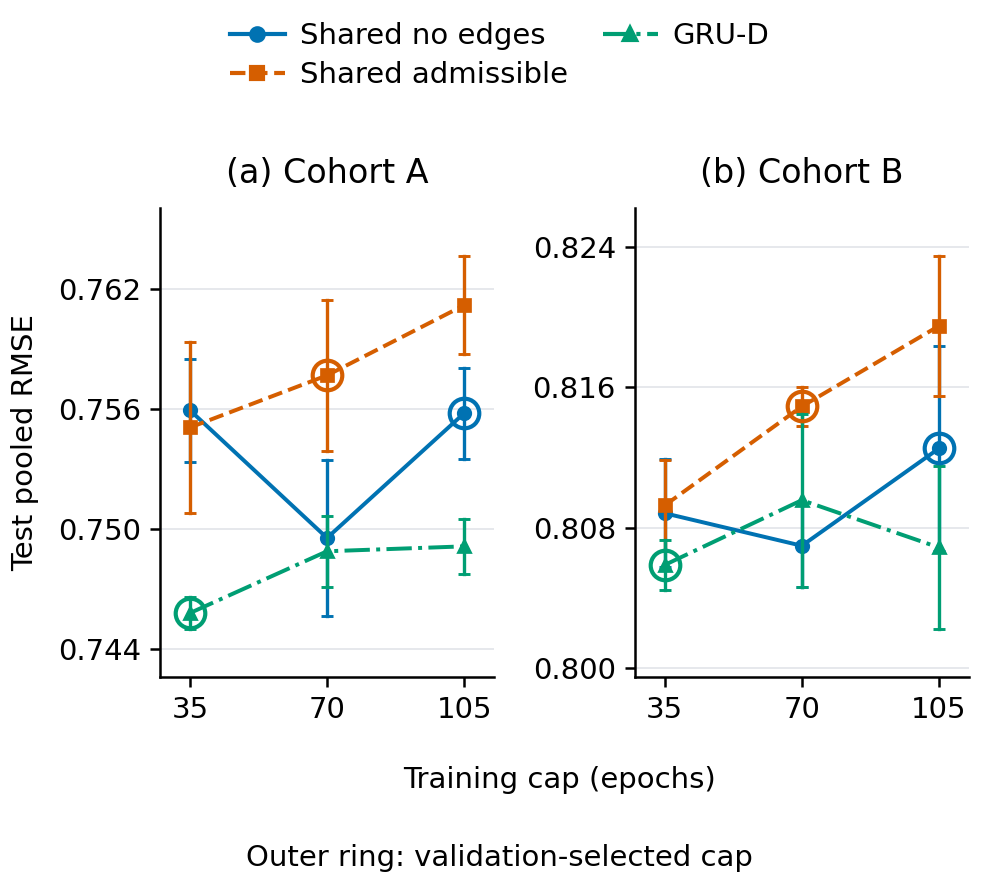 Shared no edges
GRU-D
Shared admissible
(a) Cohort A
(b) Cohort B
Test pooled RMSE
0.762
0.756
0.750
0.744
0.824
0.816
0.808
0.800
35 70 105
35 70 105
Training cap (epochs)
Outer ring: validation-selected cap